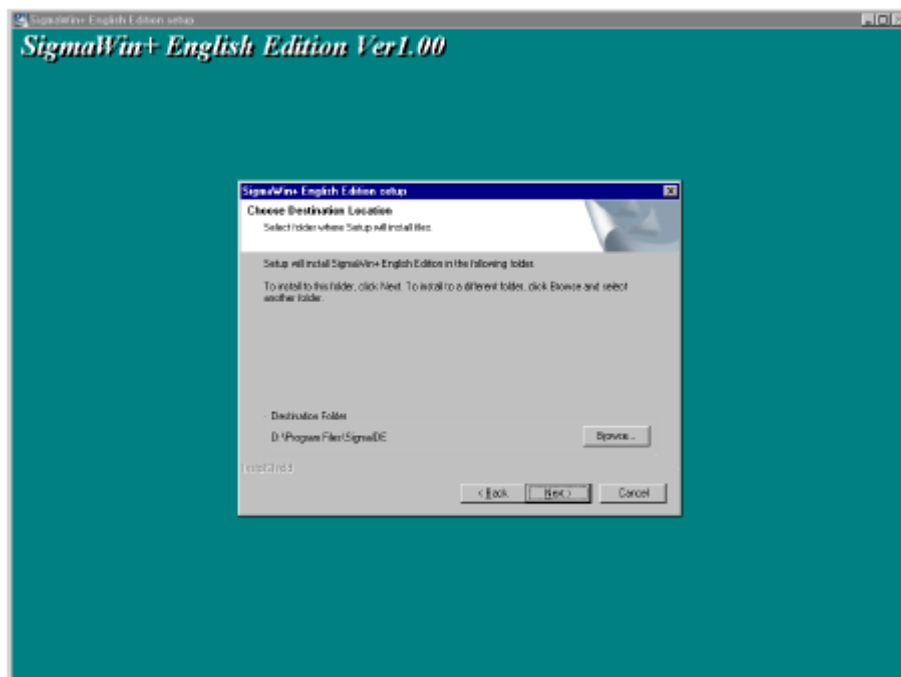 SigmaWin+ English Edition setup
SigmaWin+ English Edition Ver1.00
SigmaWin+ English Edition setup
Choose Destination Location
Select folder where Setup will install files.
Setup will install SigmaWin+ English Edition in the following folder.
To install to this folder, click Next. To install to a different folder, click Browse and select
another folder.
Destination Folder
D:\Program Files\SigmaIDE
Browse...
InstallShield
< Back
Next >
Cancel